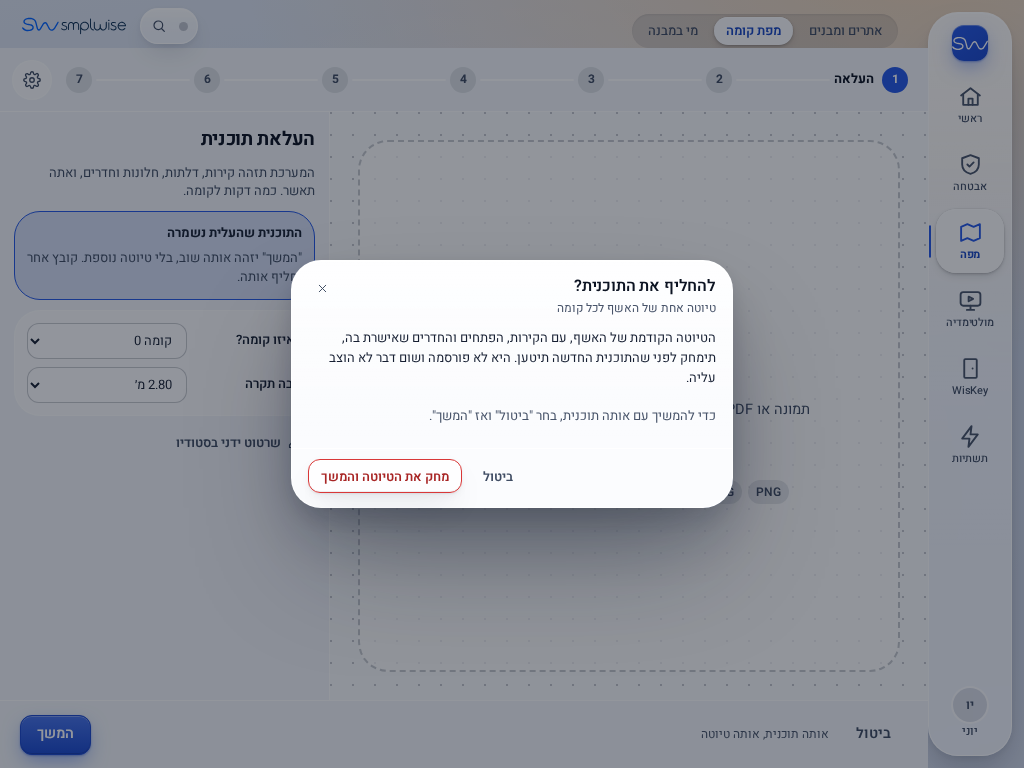 אתרים ומבנים
מפת קומה
מי במבנה
smplwise
ראשי
אבטחה
מפה
מולטימדיה
WisKey
תשתיות
יו
יוני
1
העלאה
2
3
4
5
6
7
העלאת תוכנית
המערכת תזהה קירות, דלתות, חלונות וחדרים, ואתה
תאשר. כמה דקות לקומה.
התוכנית שהעלית נשמרה
"המשך" יזהה אותה שוב, בלי טיוטה נוספת. קובץ אחר
אותה.
קומה?
קומה 0
תקרה
2.80 מ'
שרטוט ידני בסטודיו
תמונה או PDF
PNG
להחליף את התוכנית?
טיוטה אחת של האשף לכל קומה
הטיוטה הקודמת של האשף, עם הקירות, הפתחים והחדרים שאישרת בה,
תימחק לפני שהתוכנית החדשה תיטען. היא לא פורסמה ושום דבר לא הוצב
עליה.
כדי להמשיך עם אותה תוכנית, בחר "ביטול" ואז "המשך".
ביטול
מחק את הטיוטה והמשך
ביטול
אותה תוכנית, אותה טיוטה
המשך